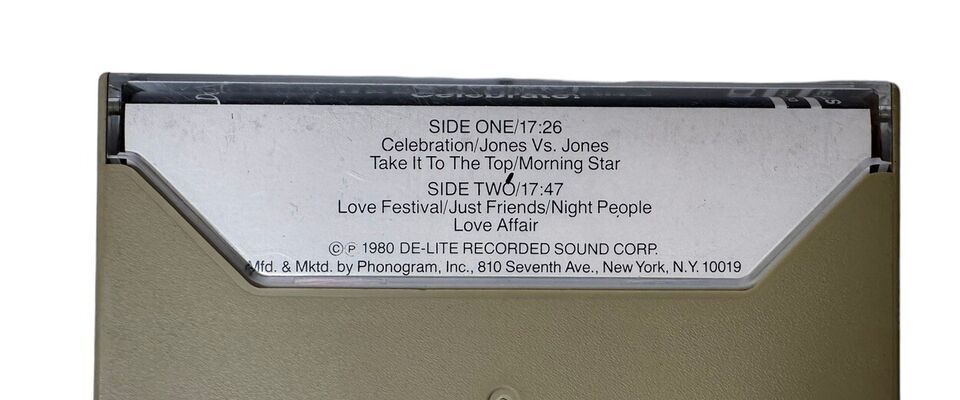 Celebrate!
SIDE ONE/17:26
Celebration/Jones Vs. Jones
Take It To The Top/Morning Star
SIDE TWO/17:47
Love Festival/Just Friends/Night People
Love Affair
©℗ 1980 DE-LITE RECORDED SOUND CORP.
Mfd. & Mktd. by Phonogram, Inc., 810 Seventh Ave., New York, N.Y. 10019